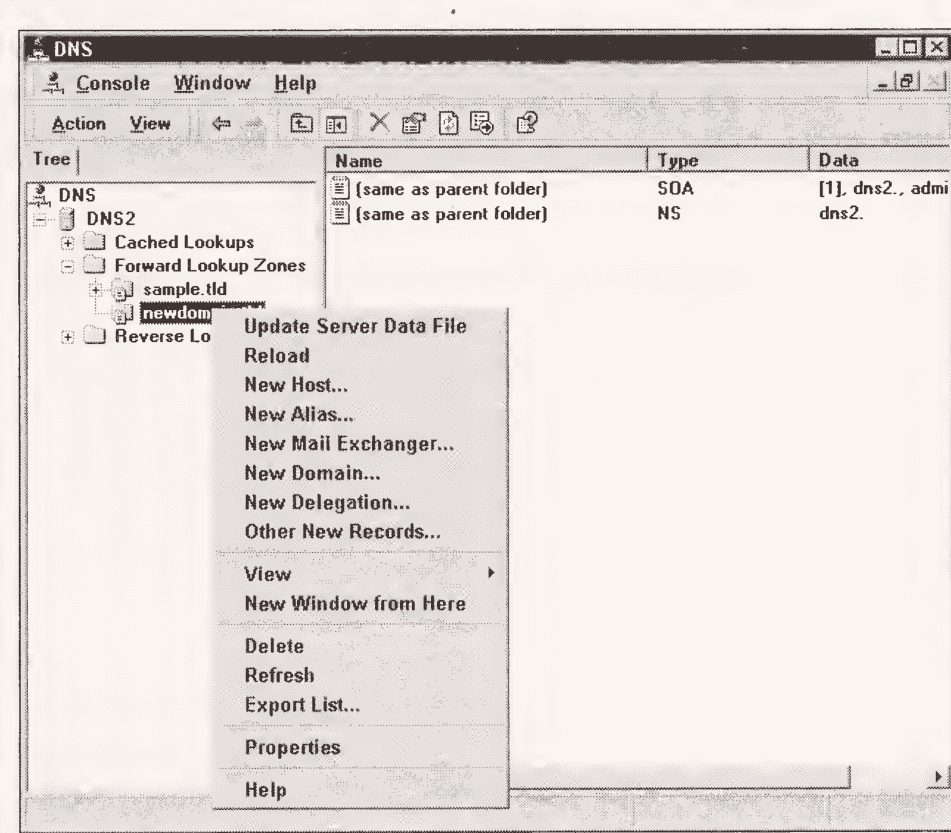 DNS
Console Window Help
Action View
Tree
Name Type Data
DNS
DNS2
Cached Lookups
Forward Lookup Zones
sample.tld
newdom
Reverse Lo
(same as parent folder) SOA [1], dns2., admi
(same as parent folder) NS dns2.
Update Server Data File
Reload
New Host...
New Alias...
New Mail Exchanger...
New Domain...
New Delegation...
Other New Records...
View
New Window from Here
Delete
Refresh
Export List...
Properties
Help